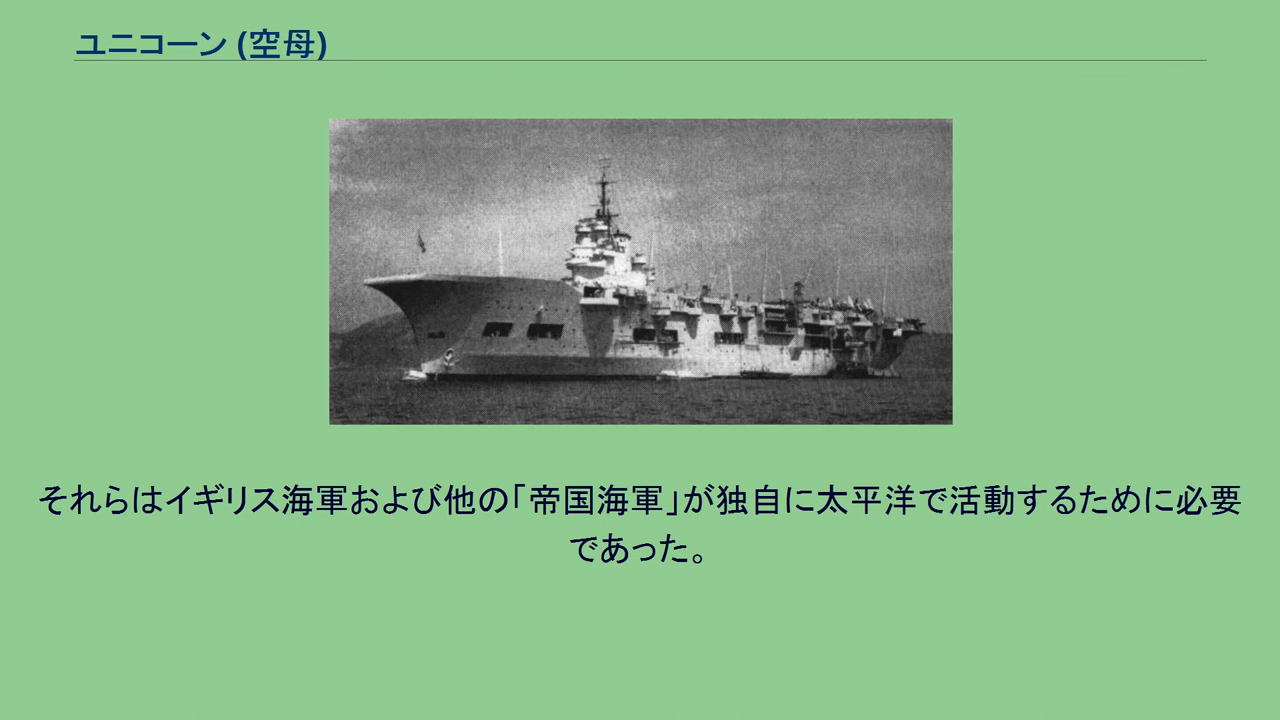 ユニコーン (空母)
それらはイギリス海軍および他の｢帝国海軍｣が独自に太平洋で活動するために必要
であった。